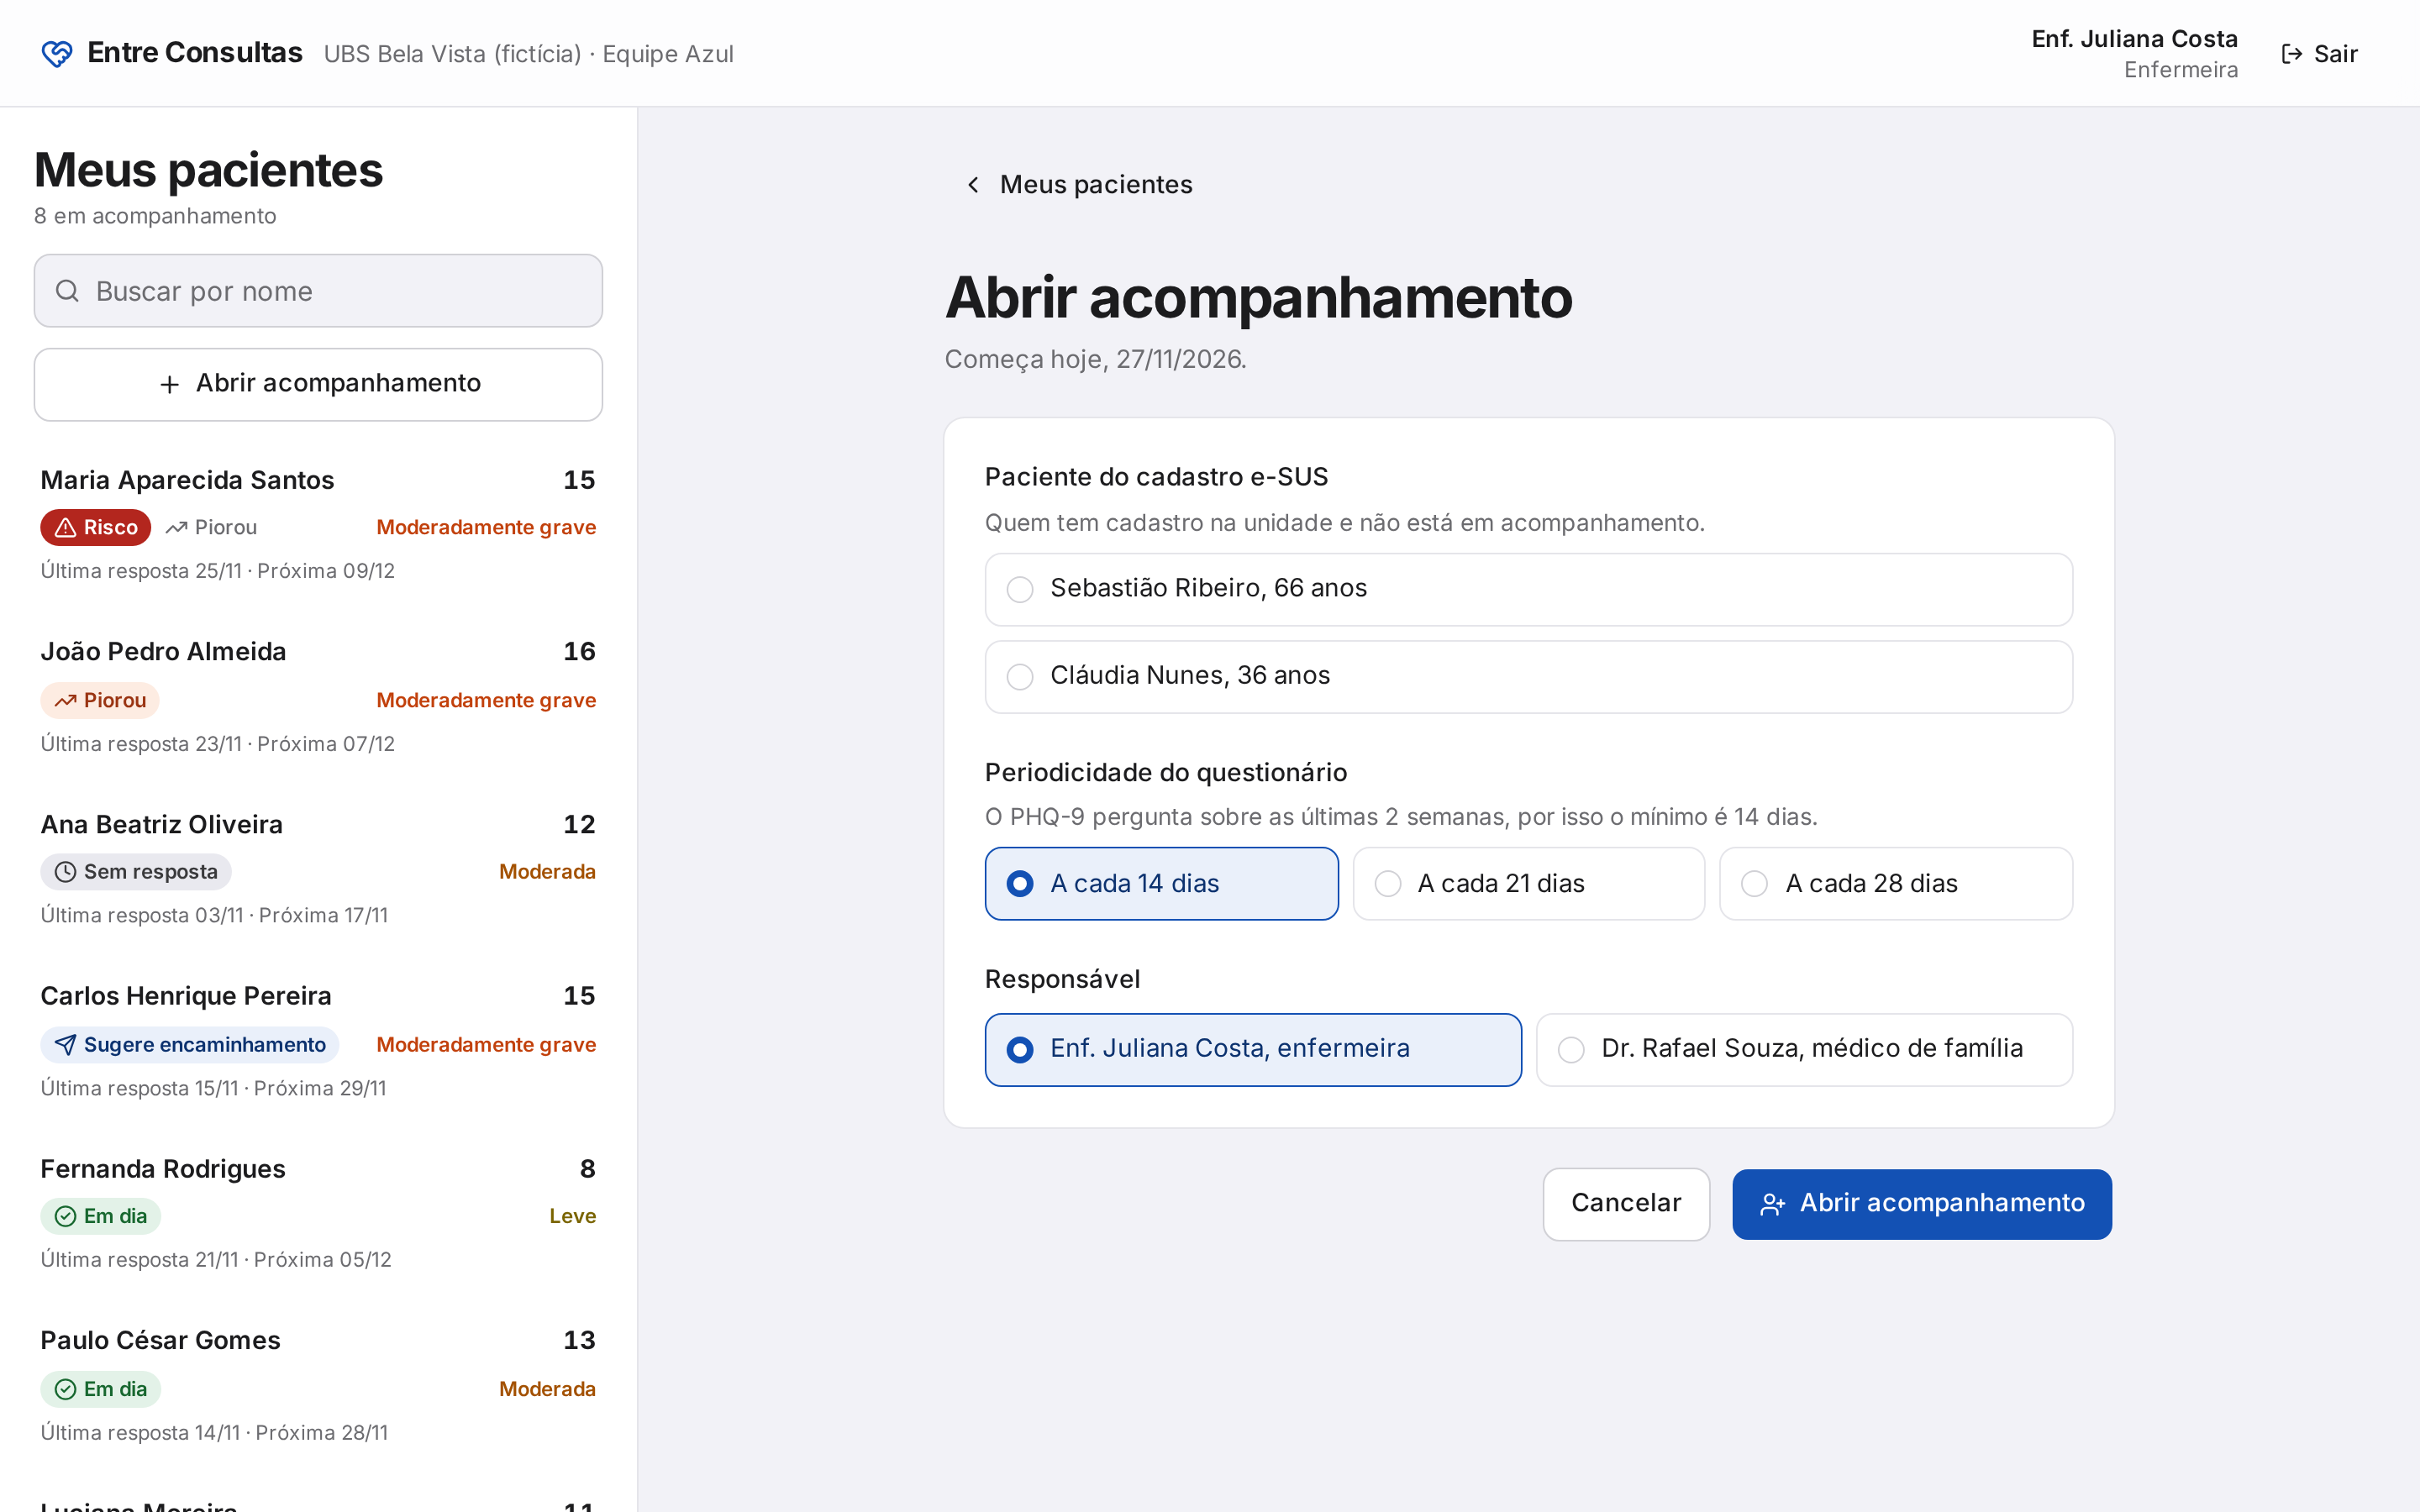 Entre Consultas UBS Bela Vista (fictícia) · Equipe Azul
Enf. Juliana Costa
Enfermeira
Sair
Meus pacientes
8 em acompanhamento
Buscar por nome
Abrir acompanhamento
Maria Aparecida Santos 15
Risco Piorou Moderadamente grave
Última resposta 25/11 · Próxima 09/12
João Pedro Almeida 16
Piorou Moderadamente grave
Última resposta 23/11 · Próxima 07/12
Ana Beatriz Oliveira 12
Sem resposta Moderada
Última resposta 03/11 · Próxima 17/11
Carlos Henrique Pereira 15
Sugere encaminhamento Moderadamente grave
Última resposta 15/11 · Próxima 29/11
Fernanda Rodrigues 8
Em dia Leve
Última resposta 21/11 · Próxima 05/12
Paulo César Gomes 13
Em dia Moderada
Última resposta 14/11 · Próxima 28/11
Luciana Moreira 11
Meus pacientes
Abrir acompanhamento
Começa hoje, 27/11/2026.
Paciente do cadastro e-SUS
Quem tem cadastro na unidade e não está em acompanhamento.
Sebastião Ribeiro, 66 anos
Cláudia Nunes, 36 anos
Periodicidade do questionário
O PHQ-9 pergunta sobre as últimas 2 semanas, por isso o mínimo é 14 dias.
A cada 14 dias A cada 21 dias A cada 28 dias
Responsável
Enf. Juliana Costa, enfermeira Dr. Rafael Souza, médico de família
Cancelar Abrir acompanhamento